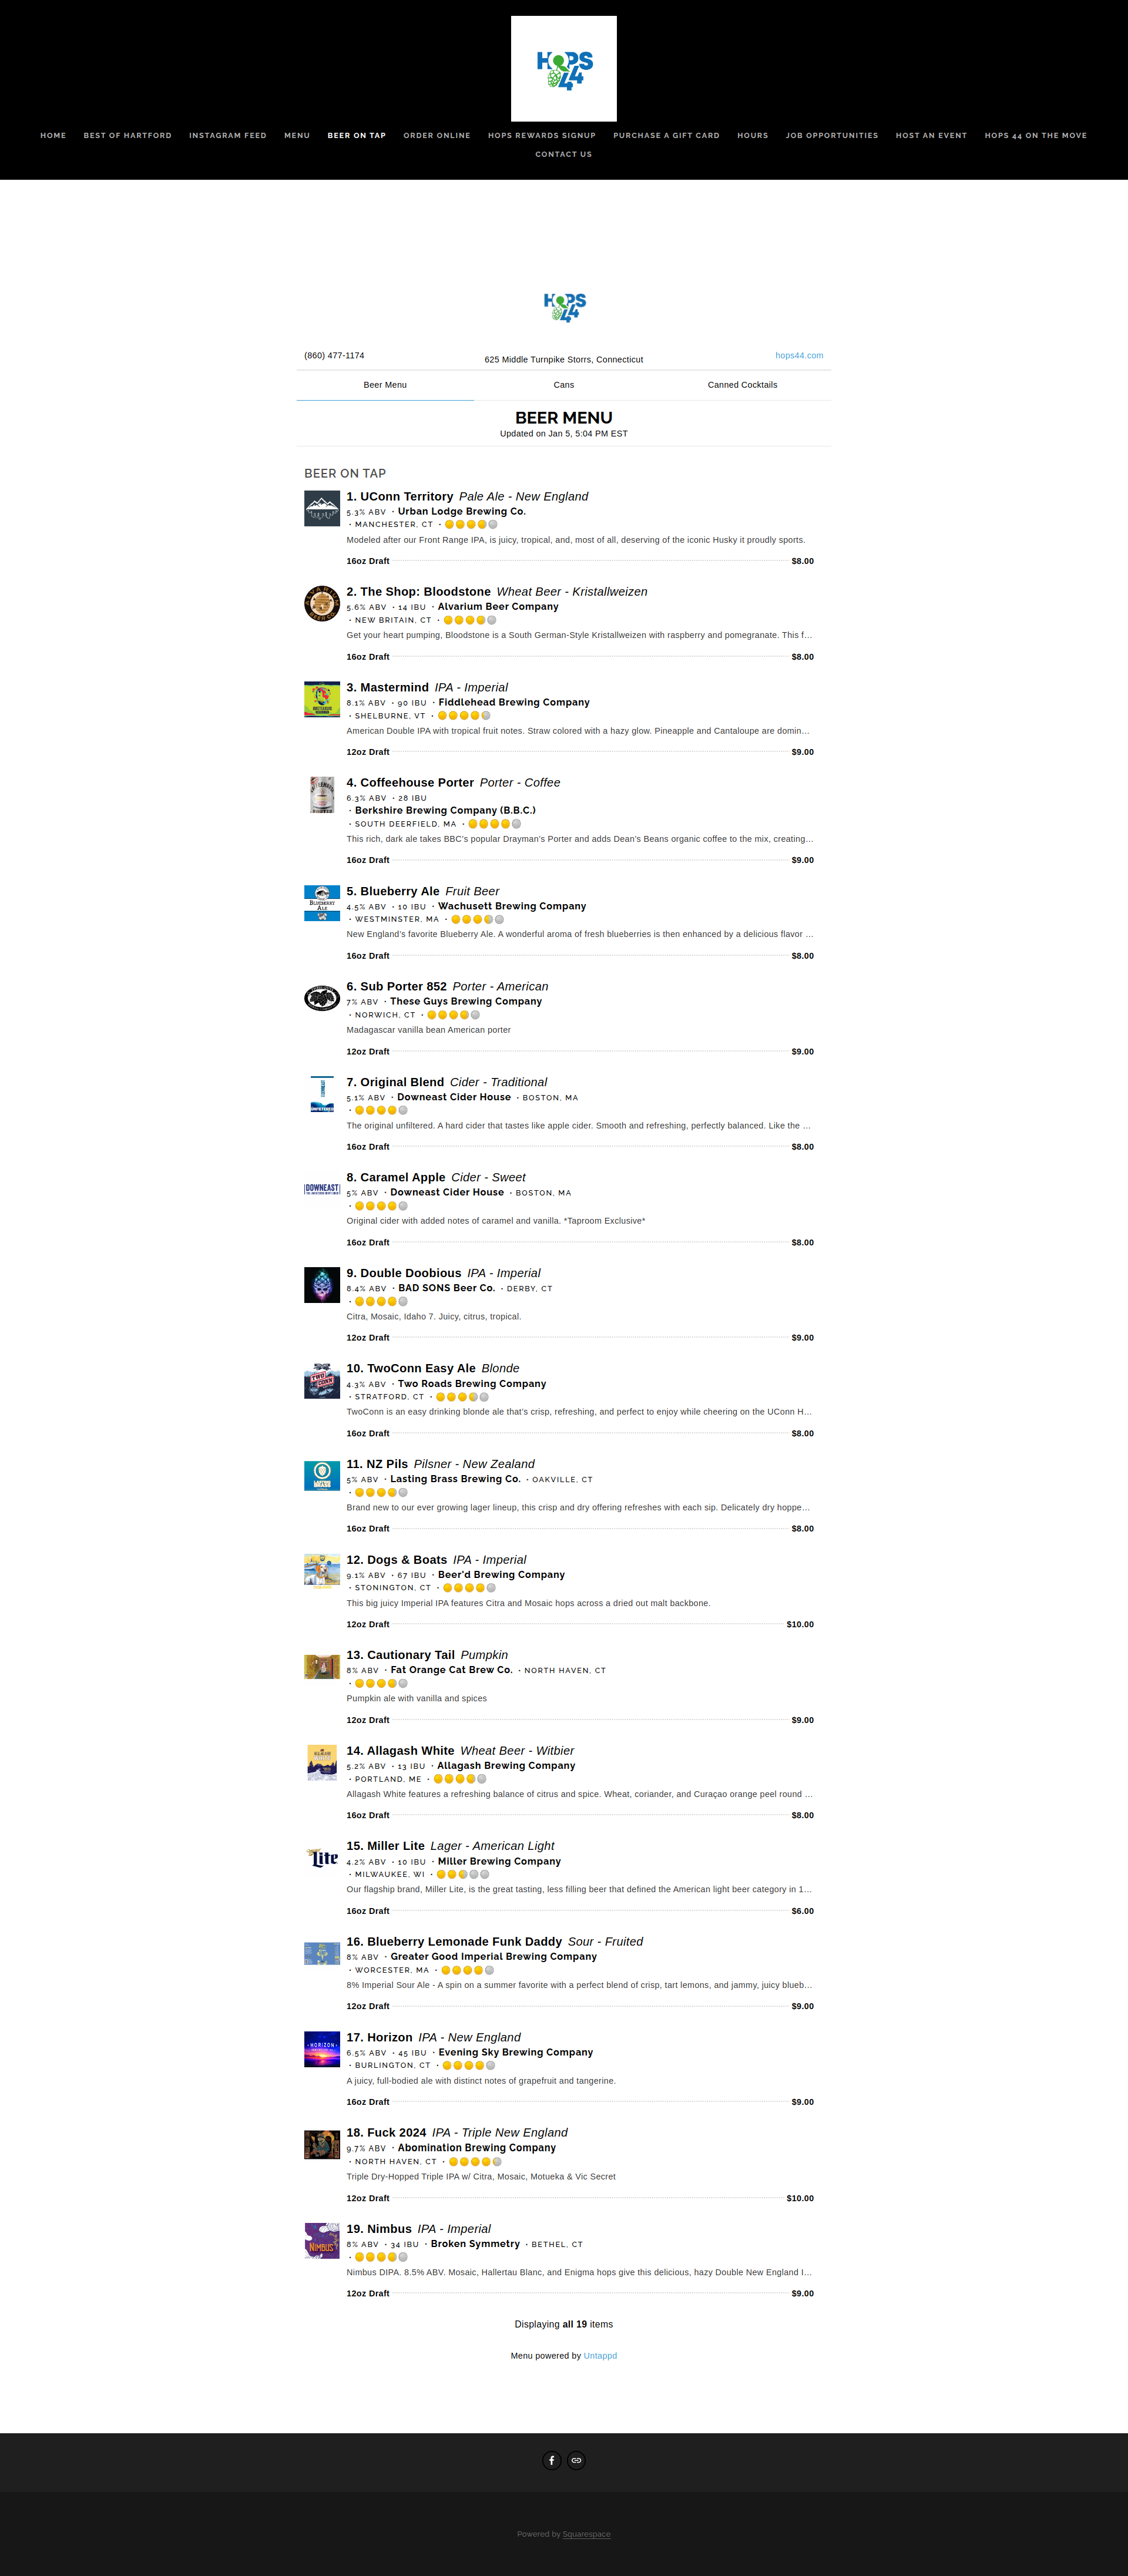 HOPS
44
HOME BEST OF HARTFORD INSTAGRAM FEED MENU BEER ON TAP ORDER ONLINE HOPS REWARDS SIGNUP PURCHASE A GIFT CARD HOURS JOB OPPORTUNITIES HOST AN EVENT HOPS 44 ON THE MOVE
CONTACT US
HOPS
44
(860) 477-1174 625 Middle Turnpike Storrs, Connecticut hops44.com
Beer Menu Cans Canned Cocktails
BEER MENU
Updated on Jan 5, 5:04 PM EST
BEER ON TAP
1. UConn Territory Pale Ale - New England
5.3% ABV • Urban Lodge Brewing Co.
• MANCHESTER, CT •
Modeled after our Front Range IPA, is juicy, tropical, and, most of all, deserving of the iconic Husky it proudly sports.
16oz Draft $8.00
2. The Shop: Bloodstone Wheat Beer - Kristallweizen
5.6% ABV • 14 IBU • Alvarium Beer Company
• NEW BRITAIN, CT •
Get your heart pumping, Bloodstone is a South German-Style Kristallweizen with raspberry and pomegranate. This f…
16oz Draft $8.00
3. Mastermind IPA - Imperial
8.1% ABV • 90 IBU • Fiddlehead Brewing Company
• SHELBURNE, VT •
American Double IPA with tropical fruit notes. Straw colored with a hazy glow. Pineapple and Cantaloupe are domin…
12oz Draft $9.00
4. Coffeehouse Porter Porter - Coffee
6.3% ABV • 28 IBU
• Berkshire Brewing Company (B.B.C.)
• SOUTH DEERFIELD, MA •
This rich, dark ale takes BBC's popular Drayman's Porter and adds Dean's Beans organic coffee to the mix, creating…
16oz Draft $9.00
BLUEBERRY
ALE
5. Blueberry Ale Fruit Beer
4.5% ABV • 10 IBU • Wachusett Brewing Company
• WESTMINSTER, MA •
New England's favorite Blueberry Ale. A wonderful aroma of fresh blueberries is then enhanced by a delicious flavor …
16oz Draft $8.00
6. Sub Porter 852 Porter - American
7% ABV • These Guys Brewing Company
• NORWICH, CT •
Madagascar vanilla bean American porter
12oz Draft $9.00
7. Original Blend Cider - Traditional
5.1% ABV • Downeast Cider House • BOSTON, MA
•
The original unfiltered. A hard cider that tastes like apple cider. Smooth and refreshing, perfectly balanced. Like the …
16oz Draft $8.00
DOWNEAST
8. Caramel Apple Cider - Sweet
5% ABV • Downeast Cider House • BOSTON, MA
•
Original cider with added notes of caramel and vanilla. *Taproom Exclusive*
16oz Draft $8.00
9. Double Doobious IPA - Imperial
8.4% ABV • BAD SONS Beer Co. • DERBY, CT
•
Citra, Mosaic, Idaho 7. Juicy, citrus, tropical.
12oz Draft $9.00
TWO
CONN
10. TwoConn Easy Ale Blonde
4.3% ABV • Two Roads Brewing Company
• STRATFORD, CT •
TwoConn is an easy drinking blonde ale that's crisp, refreshing, and perfect to enjoy while cheering on the UConn H…
16oz Draft $8.00
11. NZ Pils Pilsner - New Zealand
5% ABV • Lasting Brass Brewing Co. • OAKVILLE, CT
•
Brand new to our ever growing lager lineup, this crisp and dry offering refreshes with each sip. Delicately dry hoppe…
16oz Draft $8.00
12. Dogs & Boats IPA - Imperial
9.1% ABV • 67 IBU • Beer'd Brewing Company
• STONINGTON, CT •
This big juicy Imperial IPA features Citra and Mosaic hops across a dried out malt backbone.
12oz Draft $10.00
13. Cautionary Tail Pumpkin
8% ABV • Fat Orange Cat Brew Co. • NORTH HAVEN, CT
•
Pumpkin ale with vanilla and spices
12oz Draft $9.00
14. Allagash White Wheat Beer - Witbier
5.2% ABV • 13 IBU • Allagash Brewing Company
• PORTLAND, ME •
Allagash White features a refreshing balance of citrus and spice. Wheat, coriander, and Curaçao orange peel round …
16oz Draft $8.00
Lite
15. Miller Lite Lager - American Light
4.2% ABV • 10 IBU • Miller Brewing Company
• MILWAUKEE, WI •
Our flagship brand, Miller Lite, is the great tasting, less filling beer that defined the American light beer category in 1…
16oz Draft $6.00
16. Blueberry Lemonade Funk Daddy Sour - Fruited
8% ABV • Greater Good Imperial Brewing Company
• WORCESTER, MA •
8% Imperial Sour Ale - A spin on a summer favorite with a perfect blend of crisp, tart lemons, and jammy, juicy blueb…
12oz Draft $9.00
HORIZON
17. Horizon IPA - New England
6.5% ABV • 45 IBU • Evening Sky Brewing Company
• BURLINGTON, CT •
A juicy, full-bodied ale with distinct notes of grapefruit and tangerine.
16oz Draft $9.00
18. Fuck 2024 IPA - Triple New England
9.7% ABV • Abomination Brewing Company
• NORTH HAVEN, CT •
Triple Dry-Hopped Triple IPA w/ Citra, Mosaic, Motueka & Vic Secret
12oz Draft $10.00
NIMBUS
19. Nimbus IPA - Imperial
8% ABV • 34 IBU • Broken Symmetry • BETHEL, CT
•
Nimbus DIPA. 8.5% ABV. Mosaic, Hallertau Blanc, and Enigma hops give this delicious, hazy Double New England I…
12oz Draft $9.00
Displaying all 19 items
Menu powered by Untappd
Powered by Squarespace